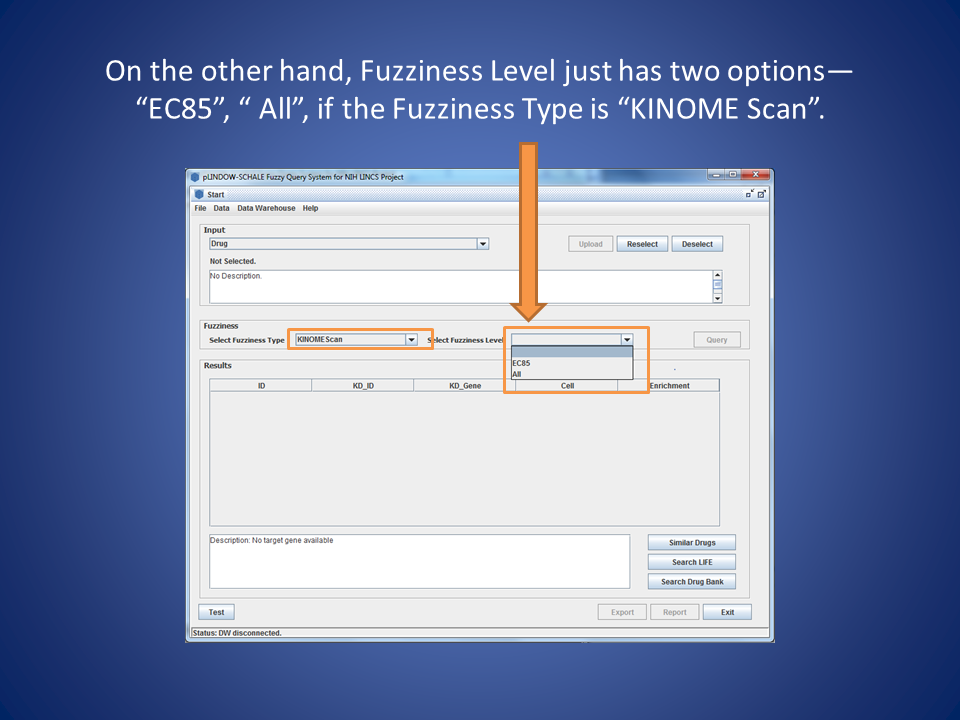 On the other hand, Fuzziness Level just has two options—
“EC85”, “ All”, if the Fuzziness Type is “KINOME Scan”.
pLINDOW-SCHALE Fuzzy Query System for NIH LINCS Project
Start
File Data Data Warehouse Help
Input
Drug
Upload Reselect Deselect
Not Selected.
No Description.
Fuzziness
Select Fuzziness Type KINOMEScan Select Fuzziness Level Query
EC85
All
Results
ID KD_ID KD_Gene Cell Enrichment
Description: No target gene available
Similar Drugs
Search LIFE
Search Drug Bank
Test Export Report Exit
Status: DW disconnected.